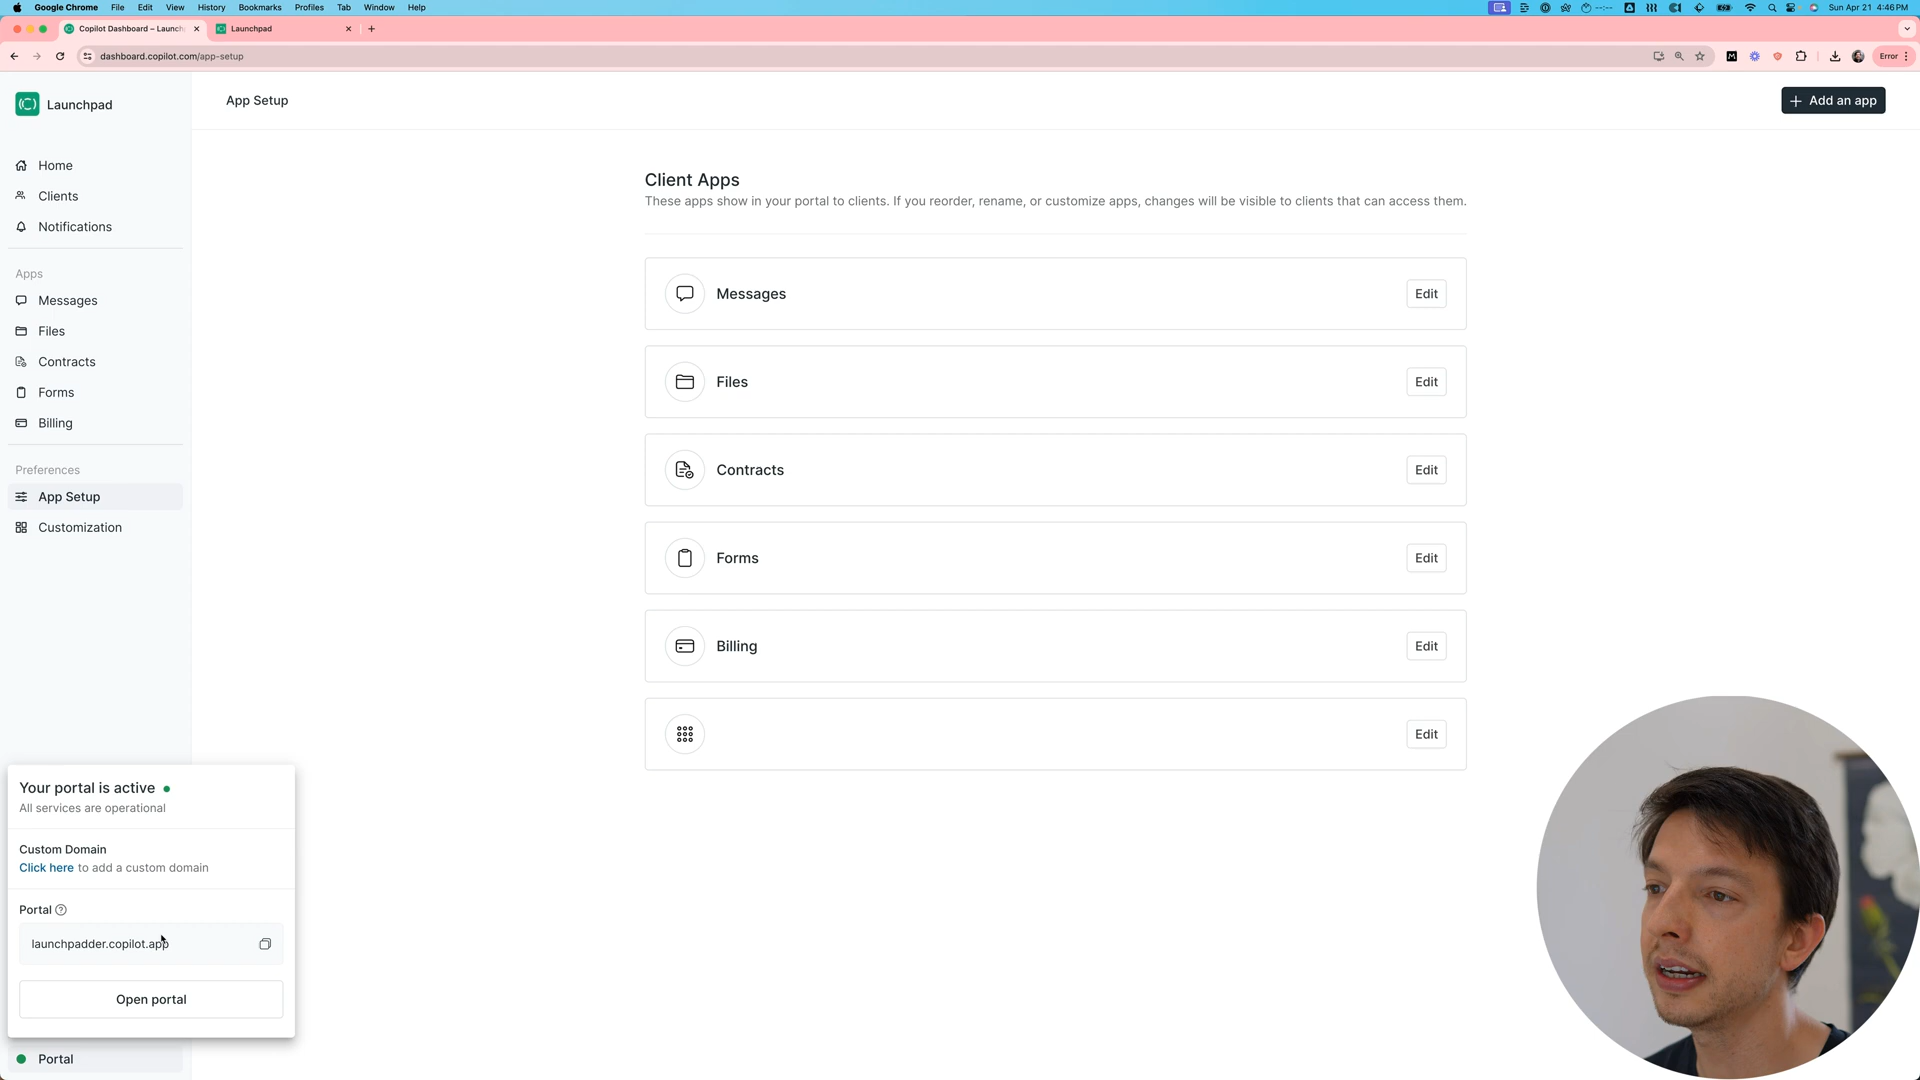 Google Chrome File Edit View History Bookmarks Profiles Tab Window Help
Sun Apr 21 4:46 PM
Copilot Dashboard – Launch
Launchpad
dashboard.copilot.com/app-setup
Error
Launchpad
App Setup
Add an app
Home
Clients
Notifications
Apps
Messages
Files
Contracts
Forms
Billing
Preferences
App Setup
Customization
Client Apps
These apps show in your portal to clients. If you reorder, rename, or customize apps, changes will be visible to clients that can access them.
Messages
Edit
Files
Edit
Contracts
Edit
Forms
Edit
Billing
Edit
Edit
Your portal is active
All services are operational
Custom Domain
Click here to add a custom domain
Portal
launchpadder.copilot.app
Open portal
Portal